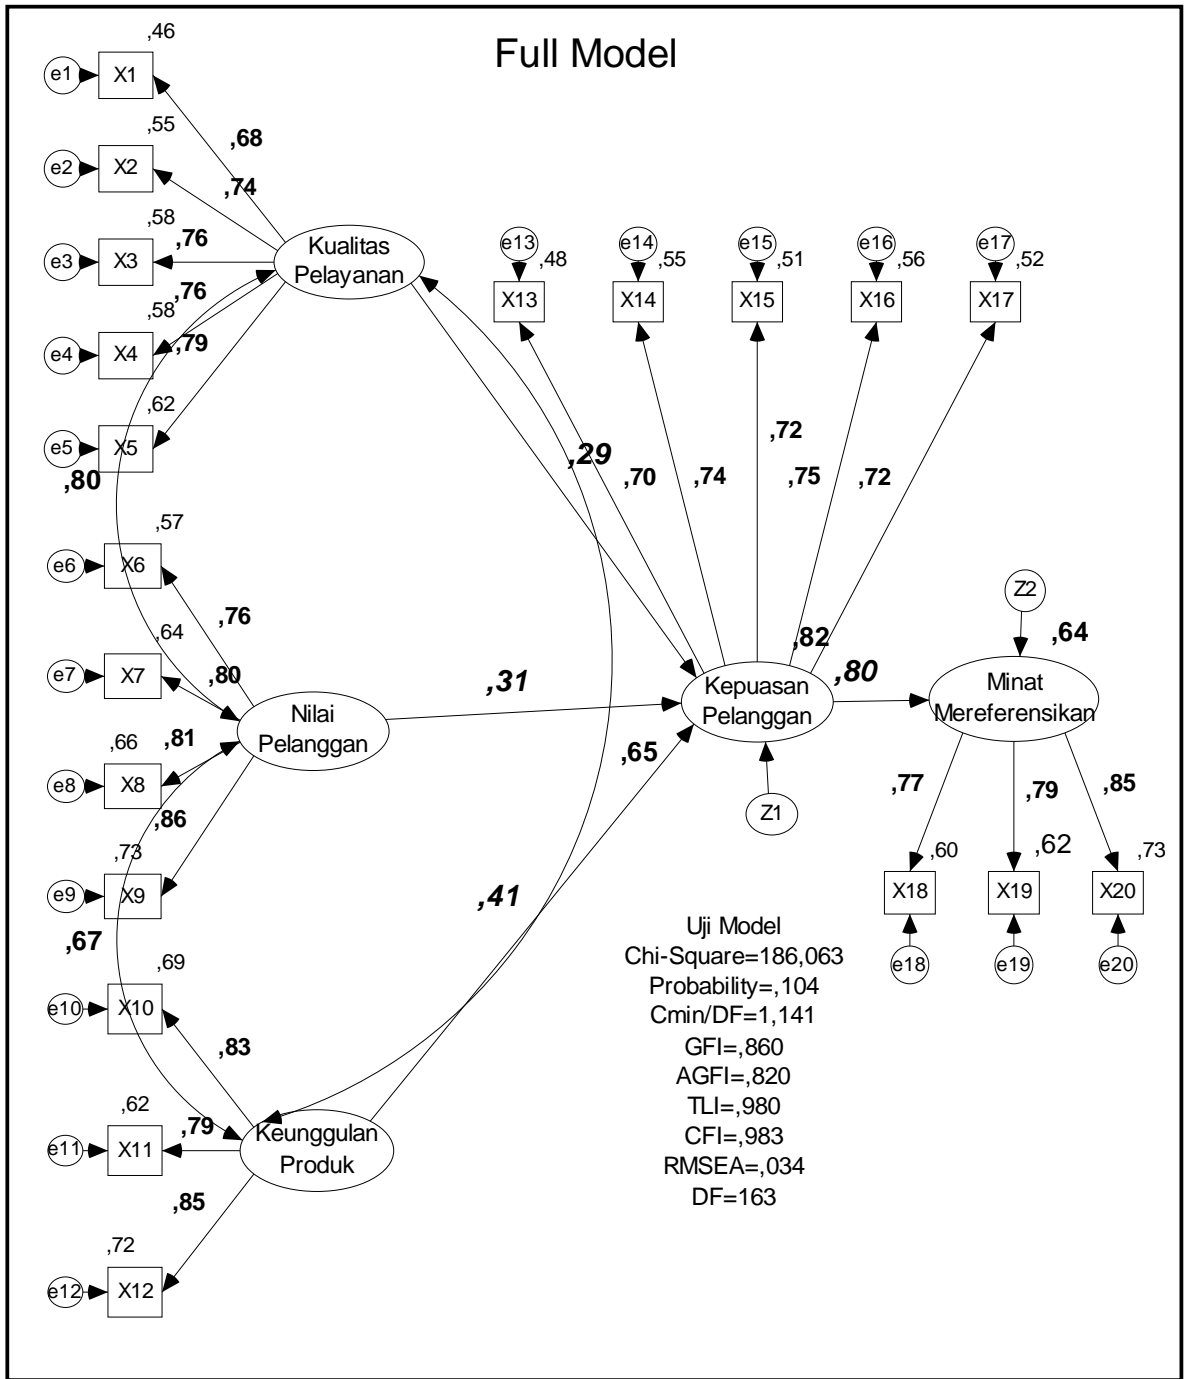 Full Model
,46
e1
X1
,68
,55
e2
X2
,74
,58
e3
X3
,76
Kualitas
Pelayanan
,76
,58
e4
X4
,79
,62
e5
X5
,80
e13
,48
X13
e14
,55
X14
e15
,51
X15
e16
,56
X16
e17
,52
X17
,29
,70
,74
,72
,75
,72
,57
e6
X6
,76
,64
e7
X7
,80
Nilai
Pelanggan
,66
,81
e8
X8
,86
,73
e9
X9
,67
,31
,82
Kepuasan
Pelanggan
,80
,65
Z1
Z2
,64
Minat
Mereferensikan
,77
,79
,85
,60
X18
,62
X19
,73
X20
e18
e19
e20
,41
,69
e10
X10
,83
,62
e11
X11
,79
Keunggulan
Produk
,85
,72
e12
X12
Uji Model
Chi-Square=186,063
Probability=,104
Cmin/DF=1,141
GFI=,860
AGFI=,820
TLI=,980
CFI=,983
RMSEA=,034
DF=163